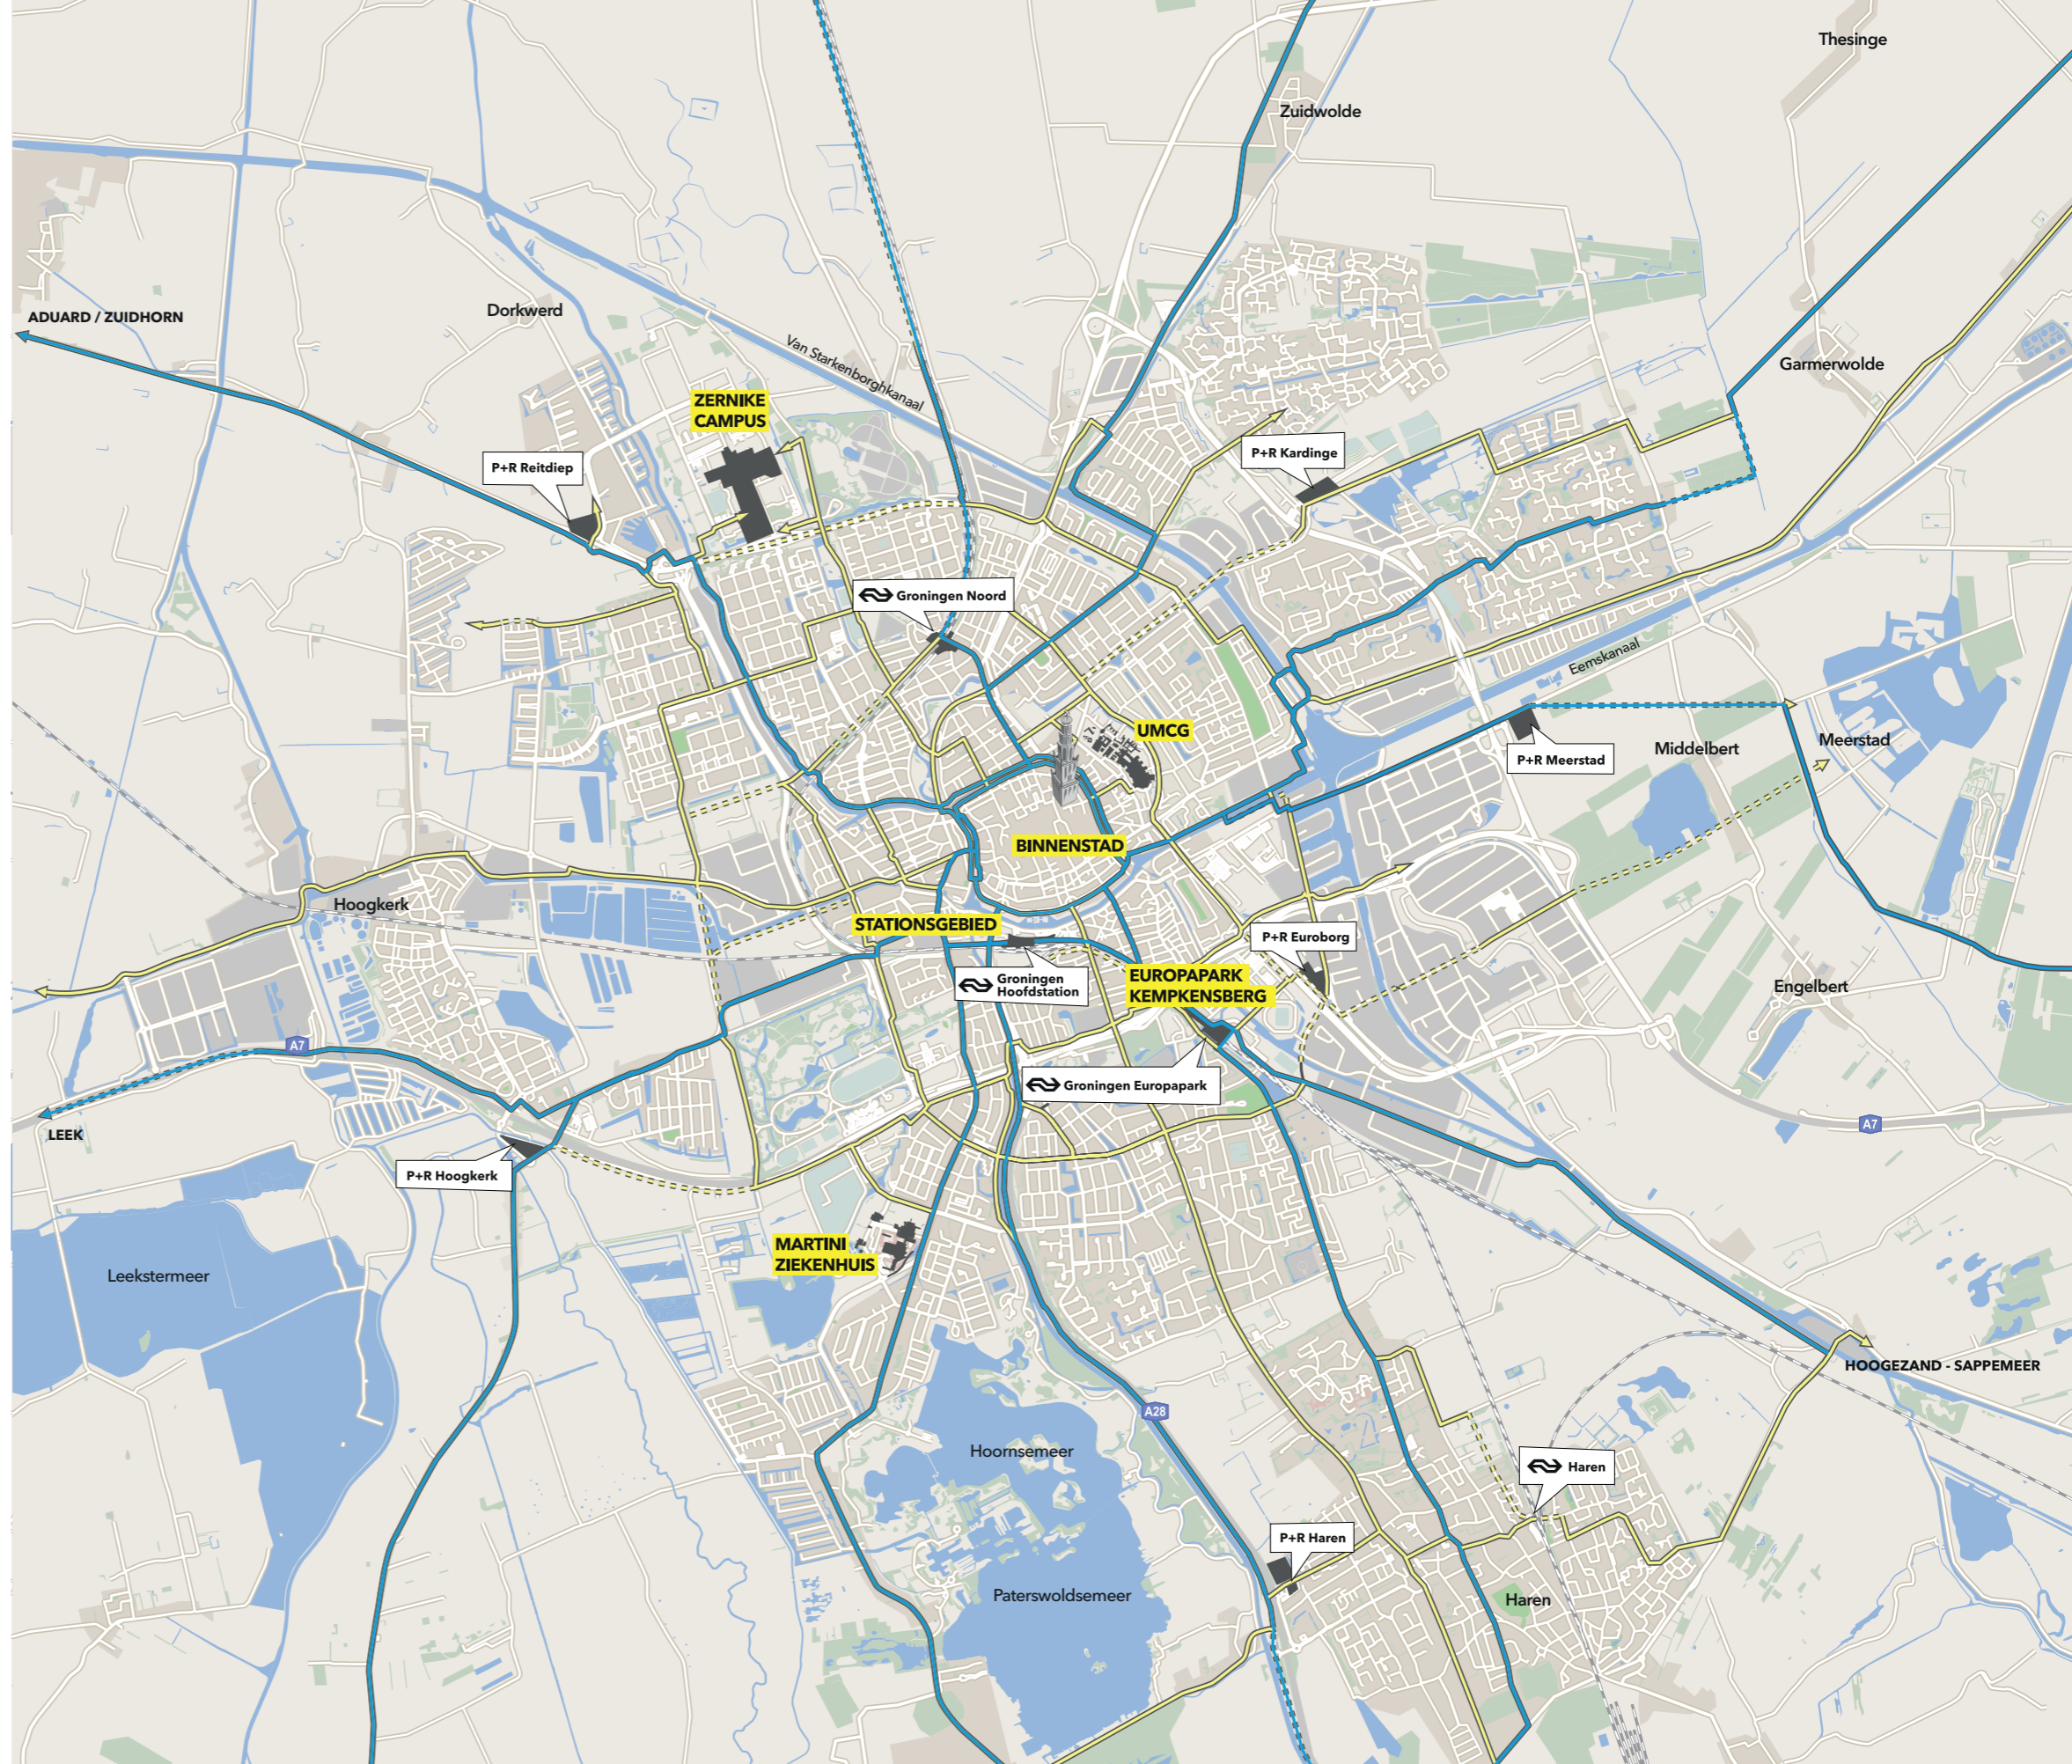 Thesinge
Zuidwolde
ADUARD / ZUIDHORN
Dorkwerd
Van Starkenborghkanaal
Garmerwolde
ZERNIKE
CAMPUS
P+R Reitdiep
P+R Kardinge
Groningen Noord
Eemskanaal
UMCG
Middelbert
Meerstad
P+R Meerstad
BINNENSTAD
Hoogkerk
STATIONSGEBIED
P+R Euroborg
Groningen
Hoofdstation
EUROPAPARK
KEMPKENSBERG
Engelbert
A7
Groningen Europapark
LEEK
A7
P+R Hoogkerk
MARTINI
ZIEKENHUIS
Leekstermeer
HOOGEZAND - SAPPEMEER
A28
Hoornsemeer
Haren
P+R Haren
Paterswoldsemeer
Haren